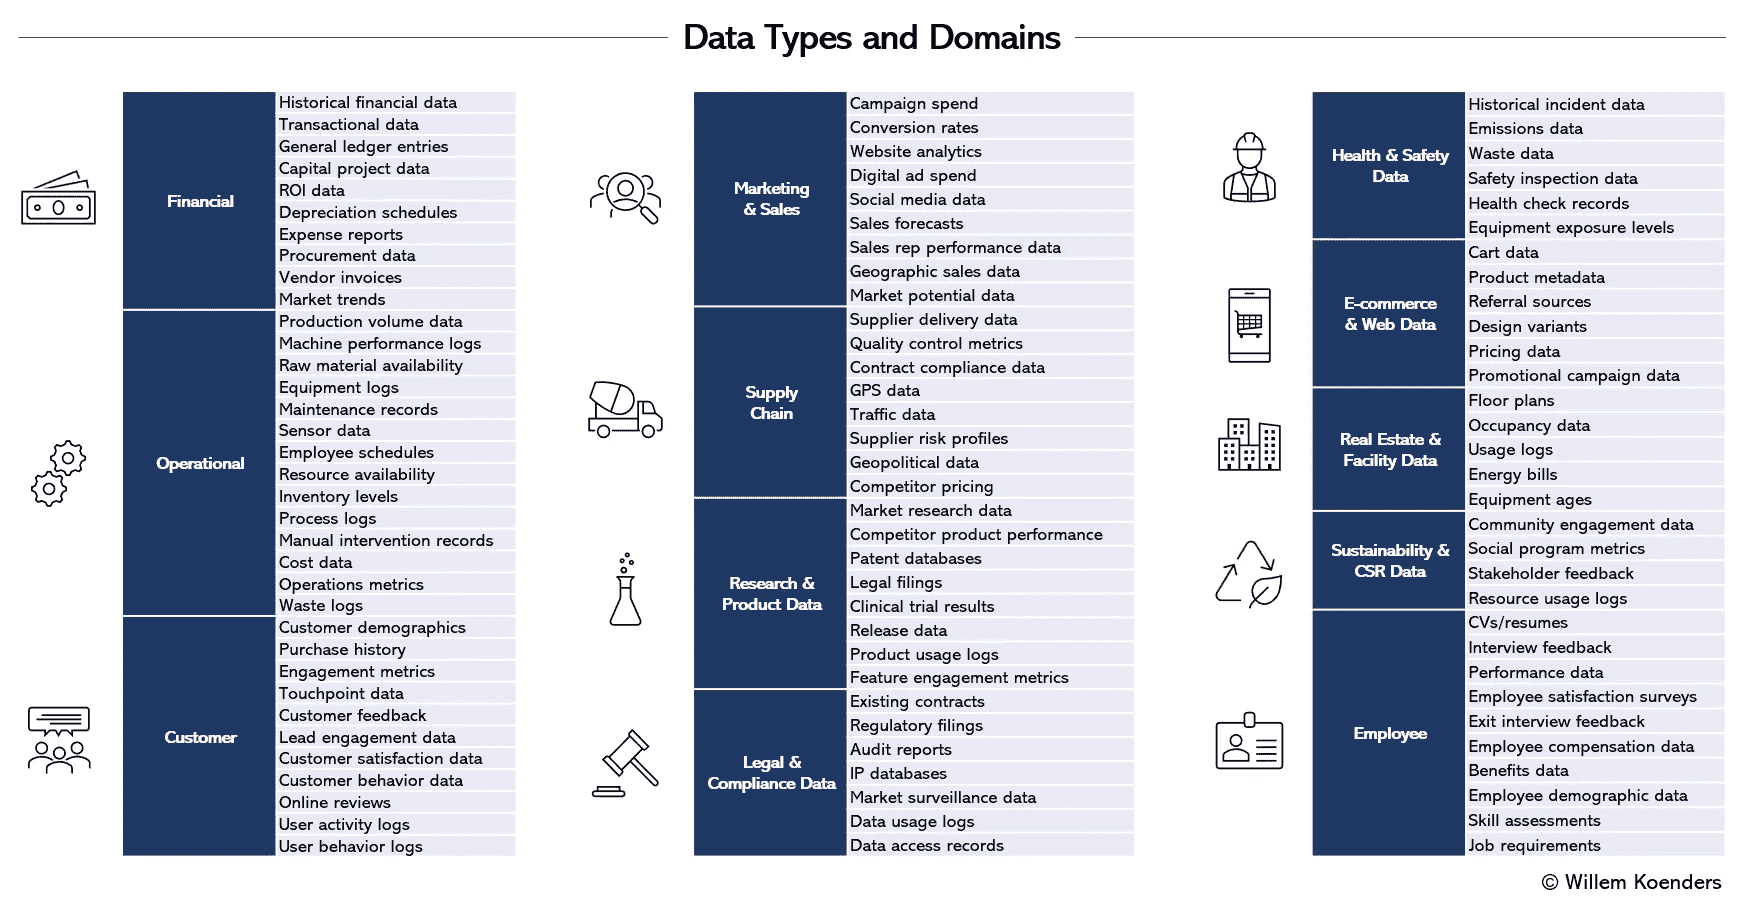 Data Types and Domains
Financial
Historical financial data
Transactional data
General ledger entries
Capital project data
ROI data
Depreciation schedules
Expense reports
Procurement data
Vendor invoices
Market trends
Operational
Production volume data
Machine performance logs
Raw material availability
Equipment logs
Maintenance records
Sensor data
Employee schedules
Resource availability
Inventory levels
Process logs
Manual intervention records
Cost data
Operations metrics
Waste logs
Customer
Customer demographics
Purchase history
Engagement metrics
Touchpoint data
Customer feedback
Lead engagement data
Customer satisfaction data
Customer behavior data
Online reviews
User activity logs
User behavior logs
Marketing
& Sales
Campaign spend
Conversion rates
Website analytics
Digital ad spend
Social media data
Sales forecasts
Sales rep performance data
Geographic sales data
Market potential data
Supply
Chain
Supplier delivery data
Quality control metrics
Contract compliance data
GPS data
Traffic data
Supplier risk profiles
Geopolitical data
Competitor pricing
Research &
Product Data
Market research data
Competitor product performance
Patent databases
Legal filings
Clinical trial results
Release data
Product usage logs
Feature engagement metrics
Legal &
Compliance Data
Existing contracts
Regulatory filings
Audit reports
IP databases
Market surveillance data
Data usage logs
Data access records
Health & Safety
Data
Historical incident data
Emissions data
Waste data
Safety inspection data
Health check records
Equipment exposure levels
E-commerce
& Web Data
Cart data
Product metadata
Referral sources
Design variants
Pricing data
Promotional campaign data
Real Estate &
Facility Data
Floor plans
Occupancy data
Usage logs
Energy bills
Equipment ages
Sustainability &
CSR Data
Community engagement data
Social program metrics
Stakeholder feedback
Resource usage logs
Employee
CVs/resumes
Interview feedback
Performance data
Employee satisfaction surveys
Exit interview feedback
Employee compensation data
Benefits data
Employee demographic data
Skill assessments
Job requirements
© Willem Koenders